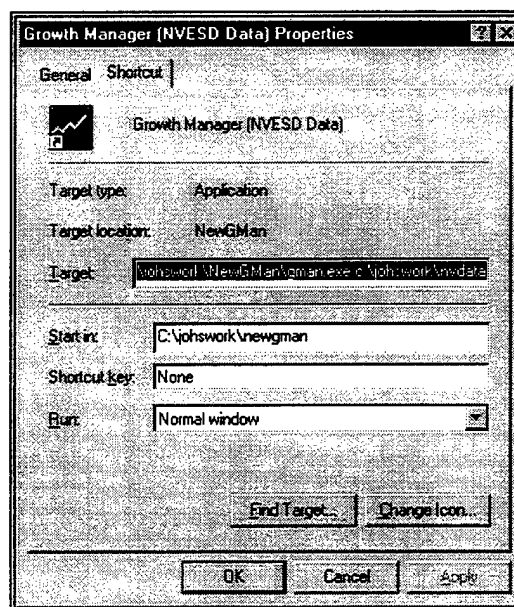 Growth Manager (NVESD Data) Properties
General Shortcut
Growth Manager (NVESD Data)
Target type: Application
Target location: NewGMan
Target: \johswork\NewGMan\gman.exe c:\johswork\nvdata
Start in: C:\johswork\newgman
Shortcut key: None
Run: Normal window
Find Target... Change Icon...
OK Cancel Apply